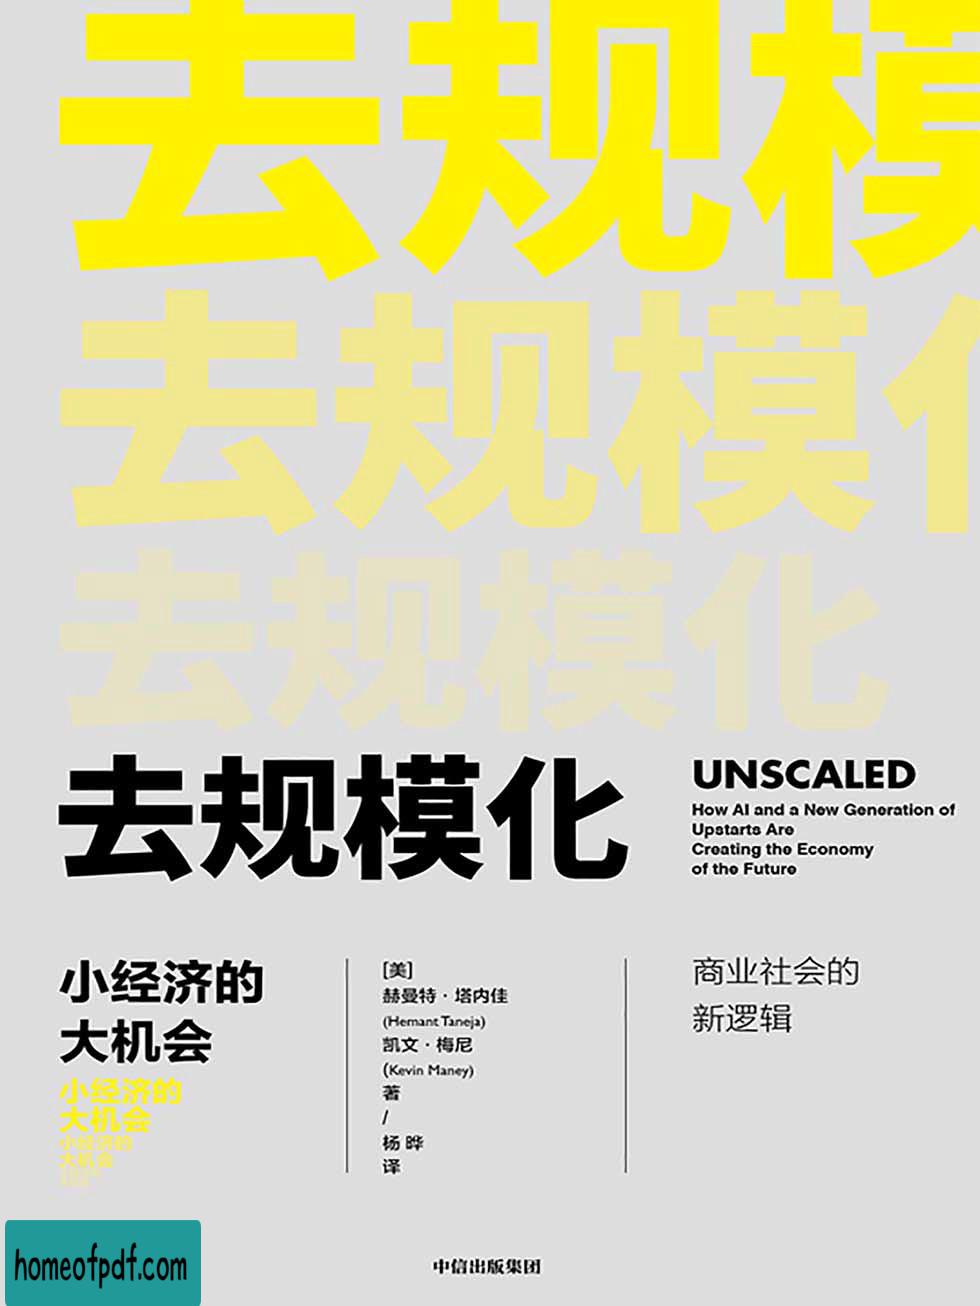 去规模
去规模化
去规模化
去规模化
UNSCALED
How AI and a New Generation of
Upstarts Are
Creating the Economy
of the Future
小经济的
大机会
小经济的
大机会
小经济的
大机会
[美]
赫曼特·塔内佳
(Hemant Taneja)
凯文·梅尼
(Kevin Maney)
著
/
杨晔
译
商业社会的
新逻辑
中信出版集团
homeofpdf.com